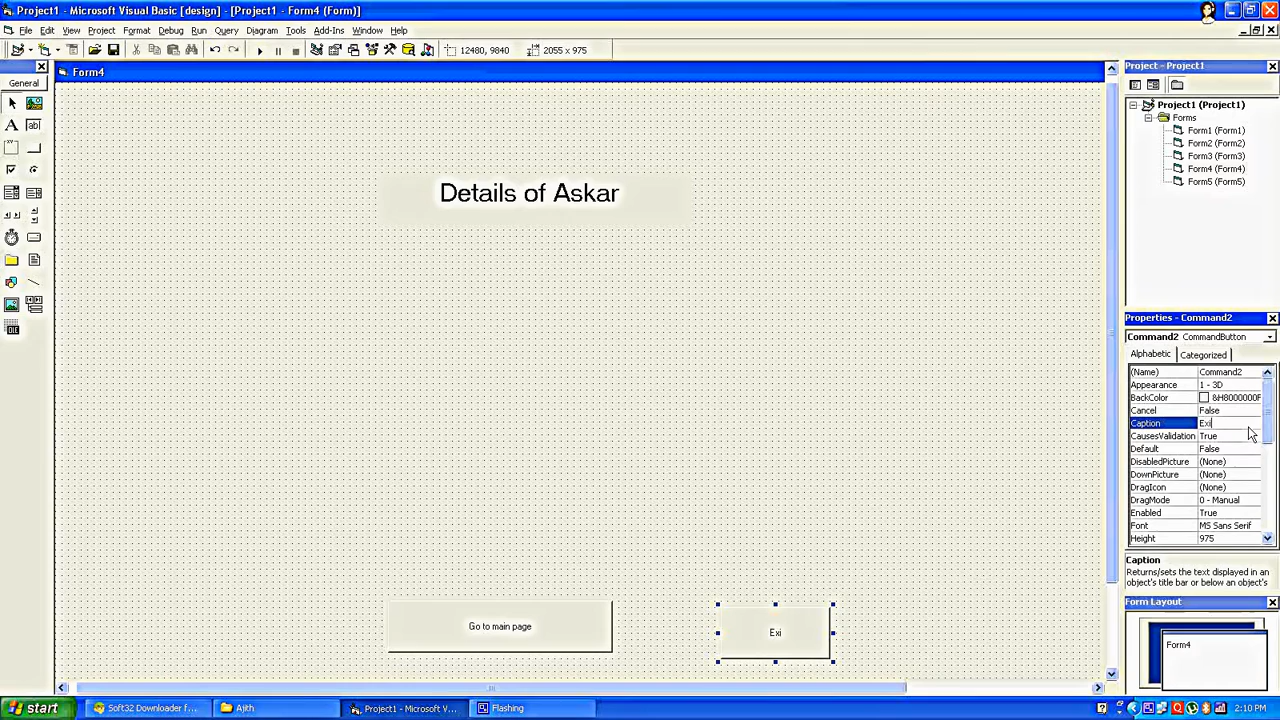 Project1 - Microsoft Visual Basic [design] - [Project1 - Form4 (Form)]
File Edit View Project Format Debug Run Query Diagram Tools Add-Ins Window Help
12480, 9840 2055 x 975
General
Form4
Details of Askar
Go to main page
Exi
Project - Project1
Project1 (Project1)
Forms
Form1 (Form1)
Form2 (Form2)
Form3 (Form3)
Form4 (Form4)
Form5 (Form5)
Properties - Command2
Command2 CommandButton
Alphabetic Categorized
(Name) Command2
Appearance 1 - 3D
BackColor &H8000000F
Cancel False
Caption Exi
CausesValidation True
Default False
DisabledPicture (None)
DownPicture (None)
DragIcon (None)
DragMode 0 - Manual
Enabled True
Font MS Sans Serif
Height 975
Caption
Returns/sets the text displayed in an
object's title bar or below an object's
Form Layout
Form4
start Soft32 Downloader f... Ajith Project1 - Microsoft V... Flashing 2:10 PM